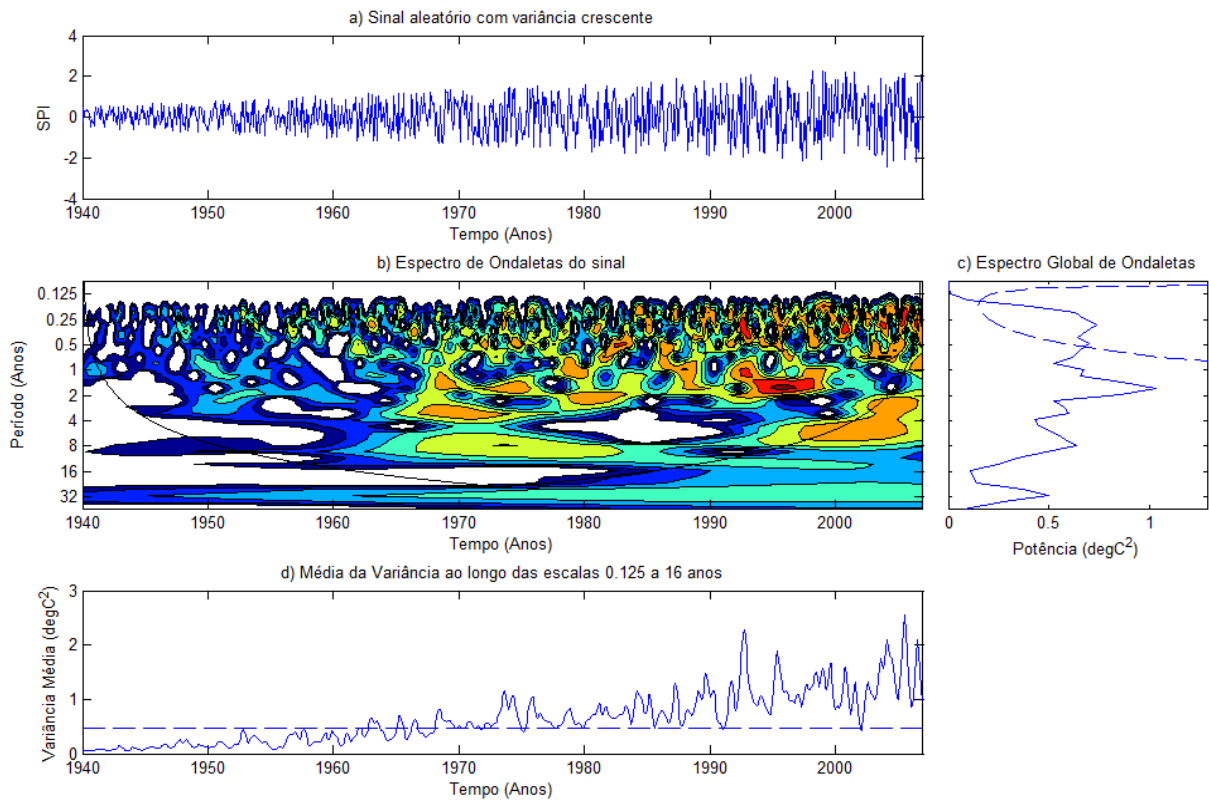 a) Sinal aleatório com variância crescente
4
2
0
-2
-4
SPI
1940 1950 1960 1970 1980 1990 2000
Tempo (Anos)
b) Espectro de Ondaletas do sinal
0.125
0.25
0.5
1
2
4
8
16
32
Período (Anos)
1940 1950 1960 1970 1980 1990 2000
Tempo (Anos)
c) Espectro Global de Ondaletas
0 0.5 1
Potência (degC²)
d) Média da Variância ao longo das escalas 0.125 a 16 anos
3
2
1
0
Variância Média (degC²)
1940 1950 1960 1970 1980 1990 2000
Tempo (Anos)